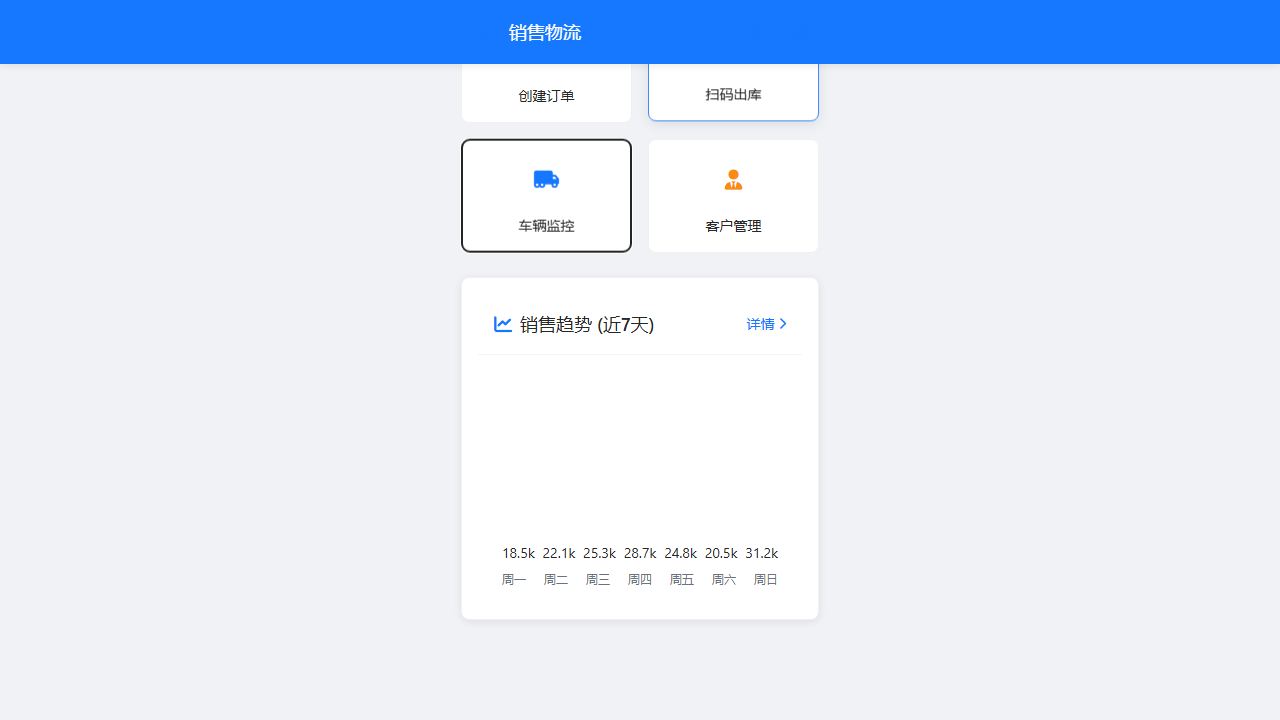 销售物流
创建订单
扫码出库
车辆监控
客户管理
销售趋势 (近7天)
详情
18.5k 22.1k 25.3k 28.7k 24.8k 20.5k 31.2k
周一 周二 周三 周四 周五 周六 周日